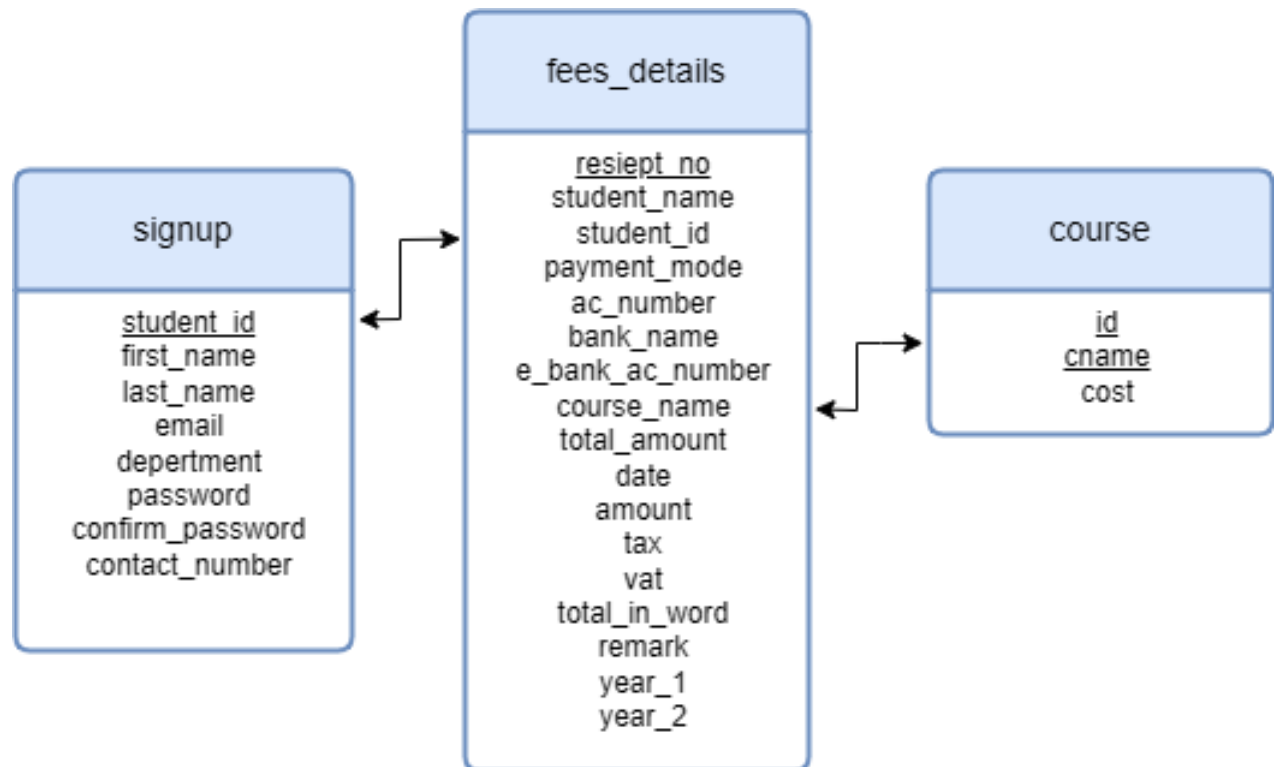 signup
student_id
first_name
last_name
email
depertment
password
confirm_password
contact_number
fees_details
resiept_no
student_name
student_id
payment_mode
ac_number
bank_name
e_bank_ac_number
course_name
total_amount
date
amount
tax
vat
total_in_word
remark
year_1
year_2
course
id
cname
cost